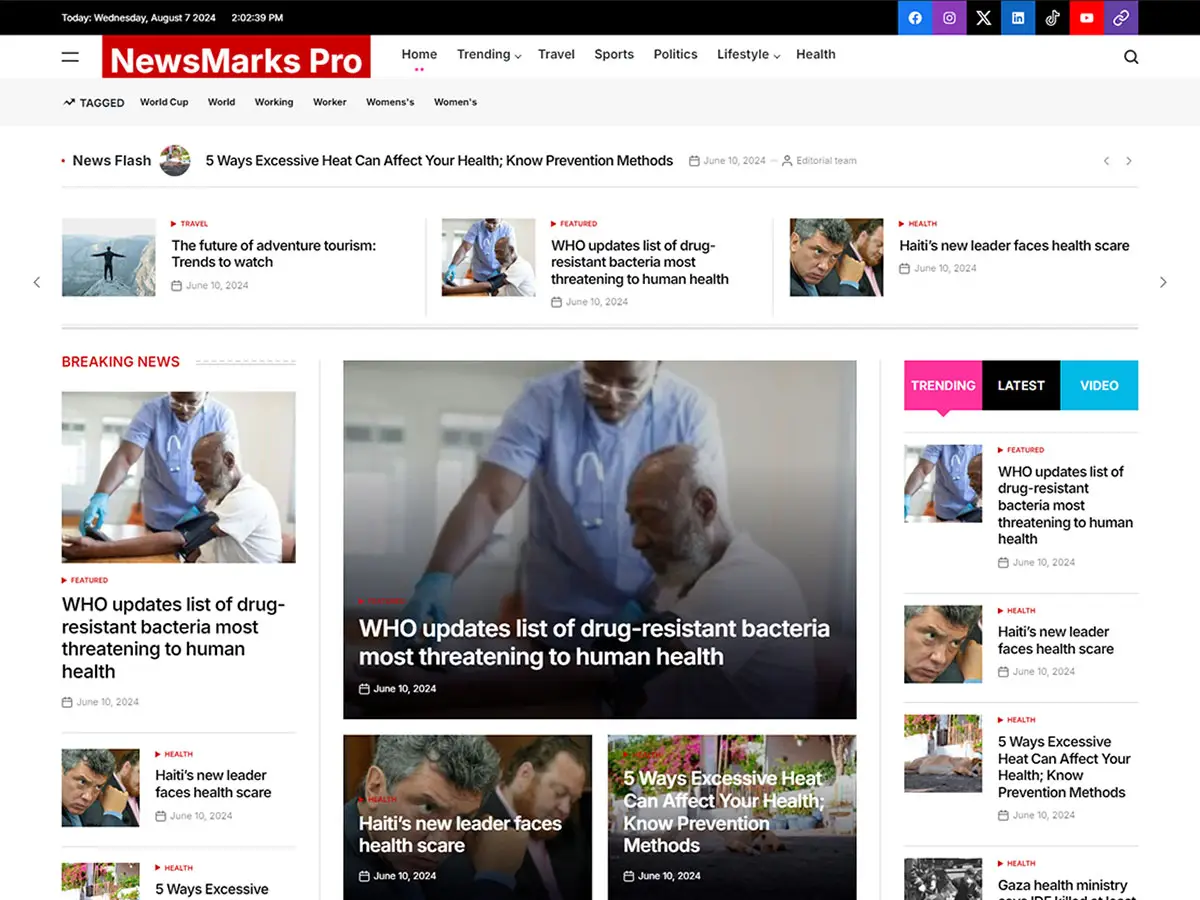 Today: Wednesday, August 7 2024 2:02:39 PM
NewsMarks Pro
Home Trending Travel Sports Politics Lifestyle Health
TAGGED World Cup World Working Worker Womens's Women's
News Flash 5 Ways Excessive Heat Can Affect Your Health; Know Prevention Methods June 10, 2024 Editorial team
TRAVEL
The future of adventure tourism:
Trends to watch
June 10, 2024
FEATURED
WHO updates list of drug-
resistant bacteria most
threatening to human health
June 10, 2024
HEALTH
Haiti's new leader faces health scare
June 10, 2024
BREAKING NEWS
FEATURED
WHO updates list of drug-
resistant bacteria most
threatening to human
health
June 10, 2024
HEALTH
Haiti's new leader
faces health scare
June 10, 2024
HEALTH
5 Ways Excessive
FEATURED
WHO updates list of drug-resistant bacteria
most threatening to human health
June 10, 2024
HEALTH
Haiti's new leader faces
health scare
June 10, 2024
HEALTH
5 Ways Excessive Heat
Can Affect Your Health;
Know Prevention
Methods
June 10, 2024
TRENDING LATEST VIDEO
FEATURED
WHO updates list of
drug-resistant
bacteria most
threatening to human
health
June 10, 2024
HEALTH
Haiti's new leader
faces health scare
June 10, 2024
HEALTH
5 Ways Excessive
Heat Can Affect Your
Health; Know
Prevention Methods
June 10, 2024
HEALTH
Gaza health ministry
says IDF killed at least